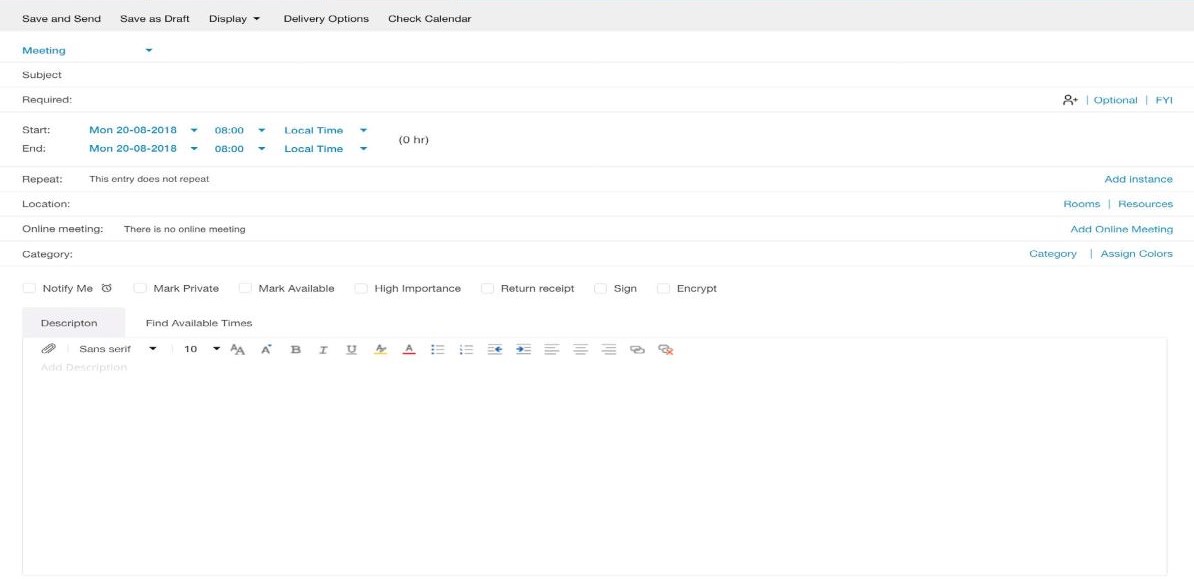 Save and Send Save as Draft Display Delivery Options Check Calendar
Meeting
Subject
Required: | Optional | FYI
Start: Mon 20-08-2018 08:00 Local Time
(0 hr)
End: Mon 20-08-2018 08:00 Local Time
Repeat: This entry does not repeat Add instance
Location: Rooms | Resources
Online meeting: There is no online meeting Add Online Meeting
Category: Category | Assign Colors
Notify Me Mark Private Mark Available High Importance Return receipt Sign Encrypt
Descripton Find Available Times
Sans serif 10 AA A B I U A A
Add Description